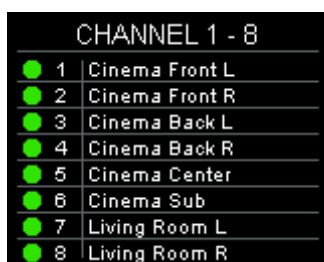 CHANNEL 1 - 8
1 Cinema Front L
2 Cinema Front R
3 Cinema Back L
4 Cinema Back R
5 Cinema Center
6 Cinema Sub
7 Living Room L
8 Living Room R